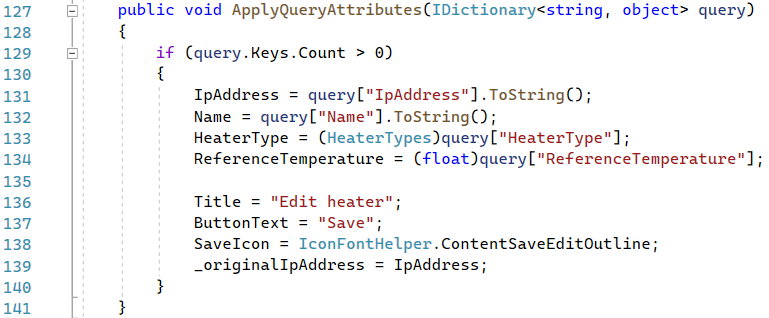 127 public void ApplyQueryAttributes(IDictionary<string, object> query)
128 {
129 if (query.Keys.Count > 0)
130 {
131 IpAddress = query["IpAddress"].ToString();
132 Name = query["Name"].ToString();
133 HeaterType = (HeaterTypes)query["HeaterType"];
134 ReferenceTemperature = (float)query["ReferenceTemperature"];
135
136 Title = "Edit heater";
137 ButtonText = "Save";
138 SaveIcon = IconFontHelper.ContentSaveEditOutline;
139 _originalIpAddress = IpAddress;
140 }
141 }